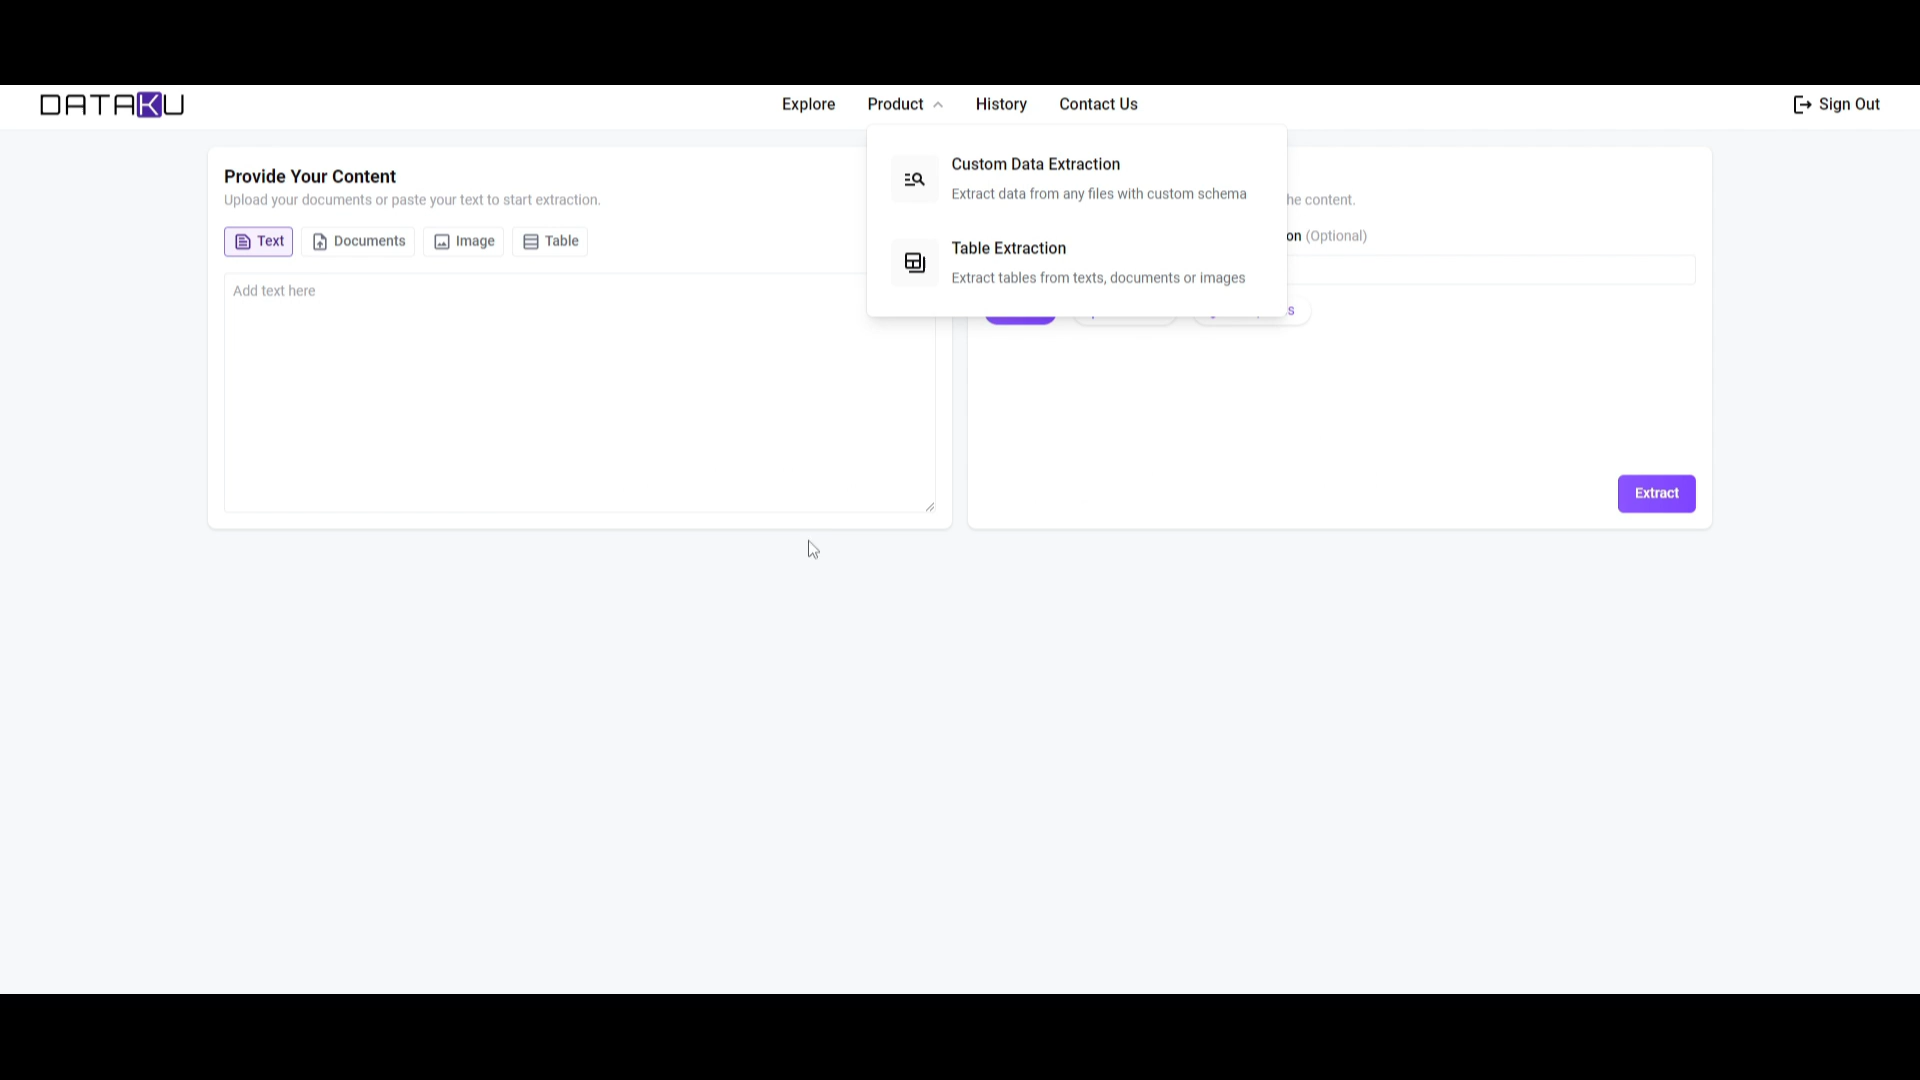 DATAKU
Explore
Product
History
Contact Us
Sign Out
Custom Data Extraction
Extract data from any files with custom schema
Table Extraction
Extract tables from texts, documents or images
Provide Your Content
Upload your documents or paste your text to start extraction.
Text
Documents
Image
Table
Add text here
he content.
on (Optional)
s
Extract